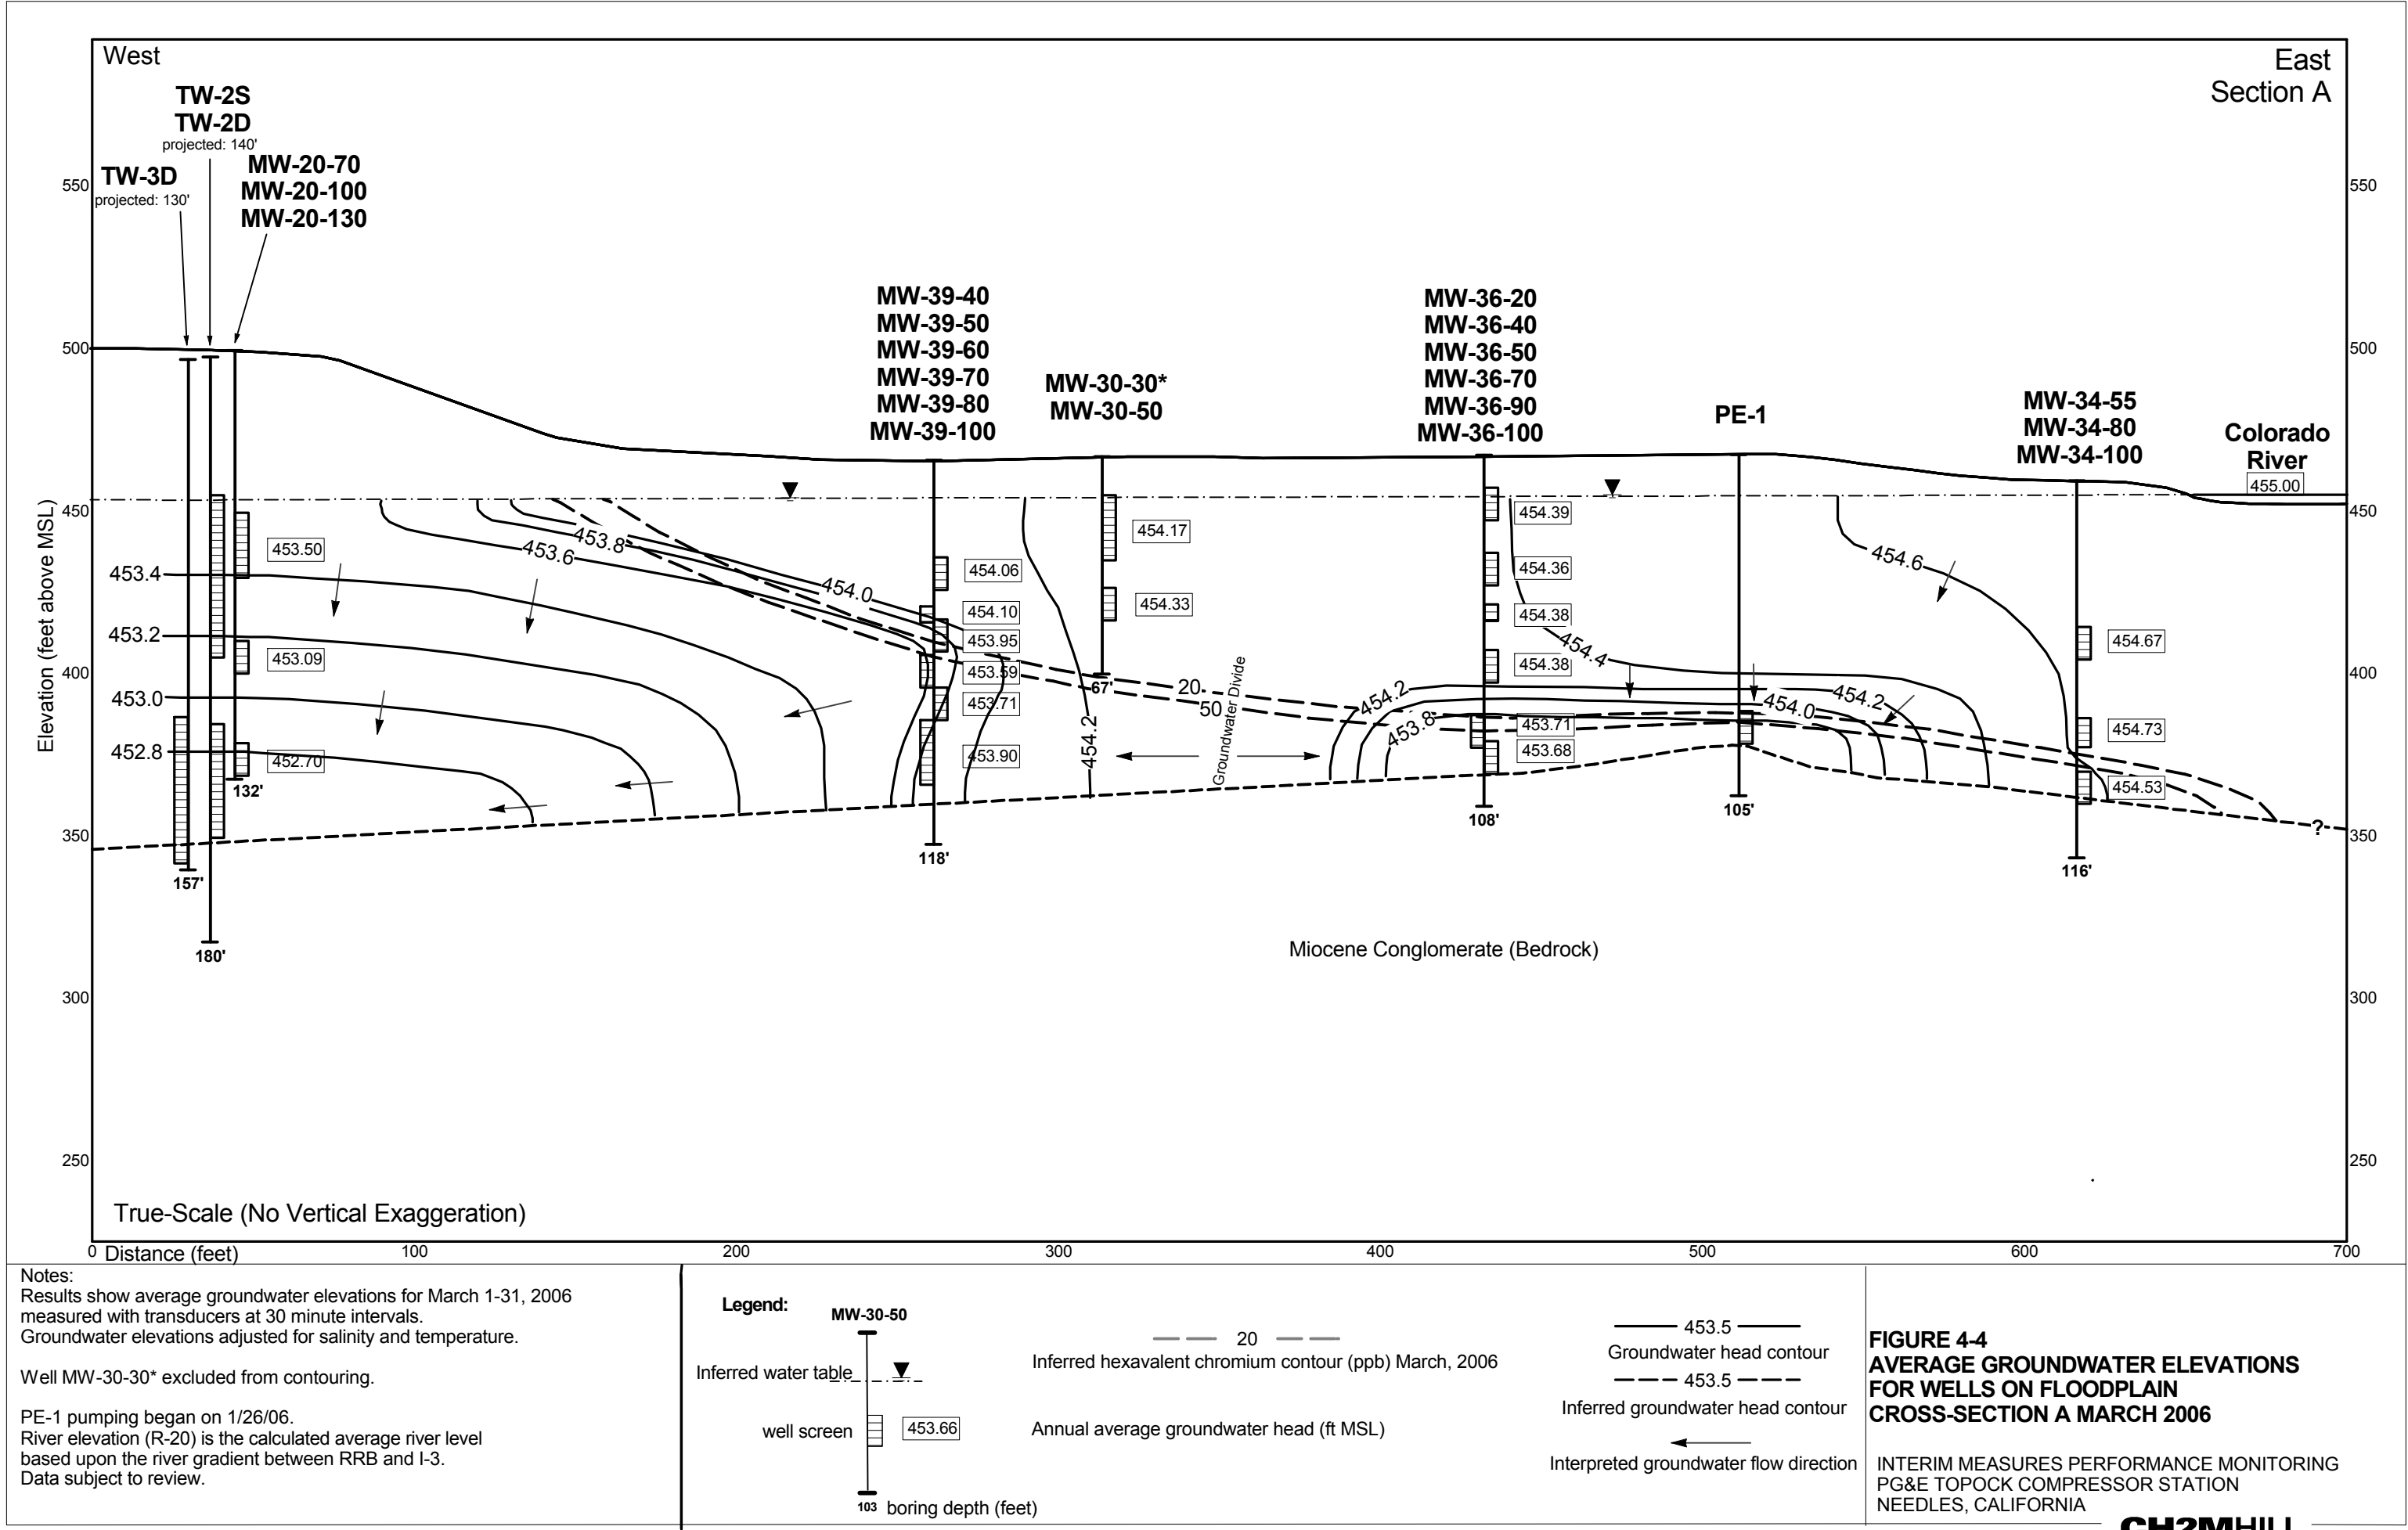 West
East
Section A
TW-2S
TW-2D
projected: 140'
TW-3D
projected: 130'
MW-20-70
MW-20-100
MW-20-130
MW-39-40
MW-39-50
MW-39-60
MW-39-70
MW-39-80
MW-39-100
MW-30-30*
MW-30-50
MW-36-20
MW-36-40
MW-36-50
MW-36-70
MW-36-90
MW-36-100
PE-1
MW-34-55
MW-34-80
MW-34-100
Colorado
River
455.00
Elevation (feet above MSL)
550
500
450
400
350
300
250
550
500
450
400
350
300
250
453.4
453.2
453.0
452.8
453.50
453.09
452.70
132'
157'
180'
453.6
453.8
454.0
454.06
454.10
453.95
453.59
453.71
453.90
118'
454.17
454.33
67'
454.2
20
50
Groundwater Divide
454.2
453.8
454.39
454.36
454.38
454.38
453.71
453.68
108'
454.4
454.2
454.0
105'
454.6
454.67
454.73
454.53
116'
?
Miocene Conglomerate (Bedrock)
True-Scale (No Vertical Exaggeration)
0 Distance (feet) 100 200 300 400 500 600 700
Notes:
Results show average groundwater elevations for March 1-31, 2006
measured with transducers at 30 minute intervals.
Groundwater elevations adjusted for salinity and temperature.
Well MW-30-30* excluded from contouring.
PE-1 pumping began on 1/26/06.
River elevation (R-20) is the calculated average river level
based upon the river gradient between RRB and I-3.
Data subject to review.
Legend:
MW-30-50
Inferred water table
well screen
453.66
103 boring depth (feet)
20
Inferred hexavalent chromium contour (ppb) March, 2006
Annual average groundwater head (ft MSL)
453.5
Groundwater head contour
453.5
Inferred groundwater head contour
Interpreted groundwater flow direction
FIGURE 4-4
AVERAGE GROUNDWATER ELEVATIONS
FOR WELLS ON FLOODPLAIN
CROSS-SECTION A MARCH 2006
INTERIM MEASURES PERFORMANCE MONITORING
PG&E TOPOCK COMPRESSOR STATION
NEEDLES, CALIFORNIA
CH2MHILL